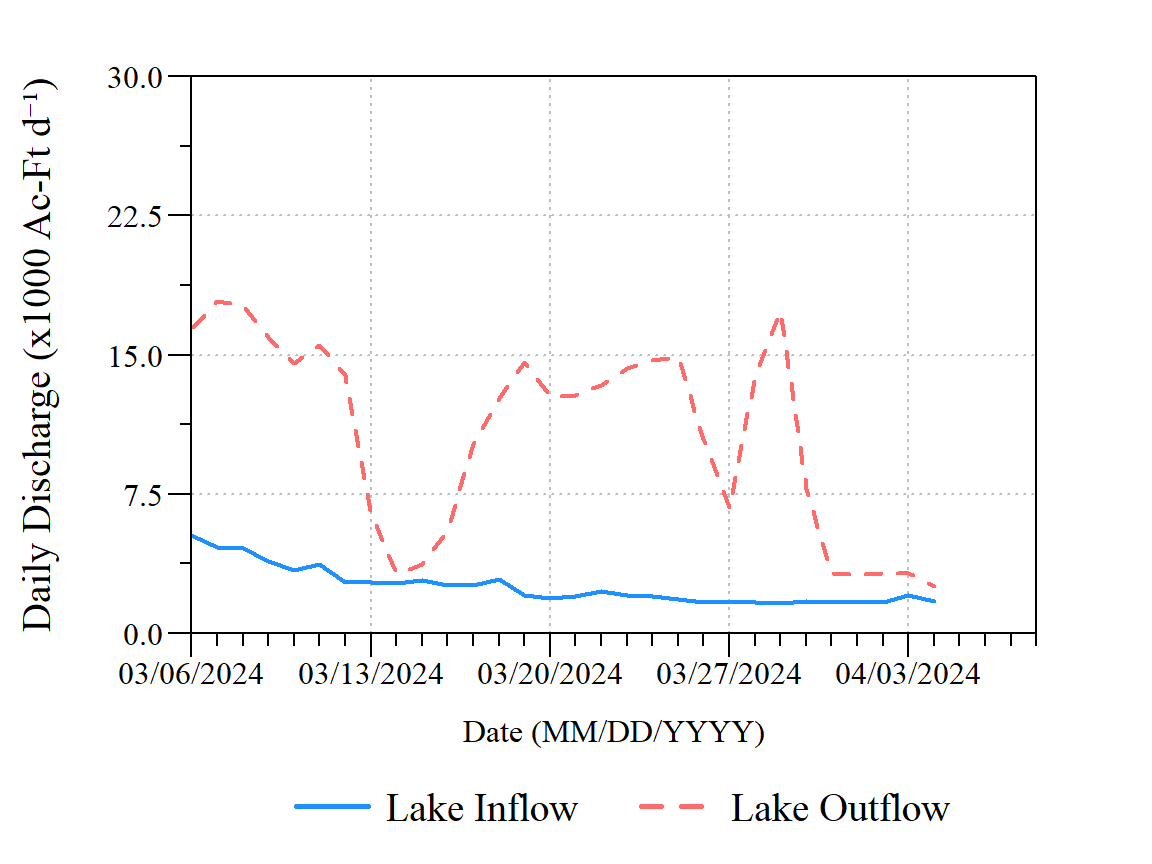 Daily Discharge (x1000 Ac-Ft d⁻¹)
30.0
22.5
15.0
7.5
0.0
03/06/2024 03/13/2024 03/20/2024 03/27/2024 04/03/2024
Date (MM/DD/YYYY)
Lake Inflow Lake Outflow